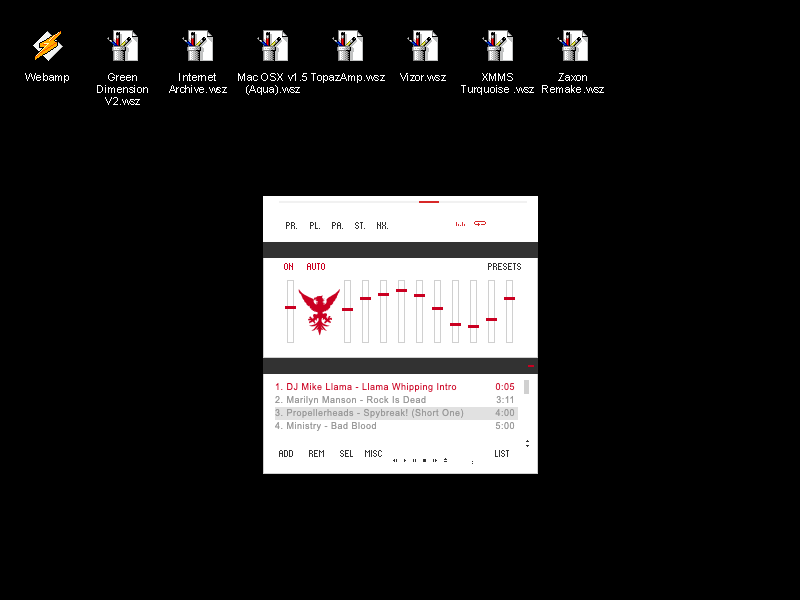 Webamp
Green Dimension V2.wsz
Internet Archive.wsz
Mac OSX v1.5 (Aqua).wsz
TopazAmp.wsz
Vizor.wsz
XMMS Turquoise .wsz
Zaxon Remake.wsz
PR. PL. PA. ST. NX.
ON AUTO PRESETS
1. DJ Mike Llama - Llama Whipping Intro 0:05
2. Marilyn Manson - Rock Is Dead 3:11
3. Propellerheads - Spybreak! (Short One) 4:00
4. Ministry - Bad Blood 5:00
ADD REM SEL MISC LIST